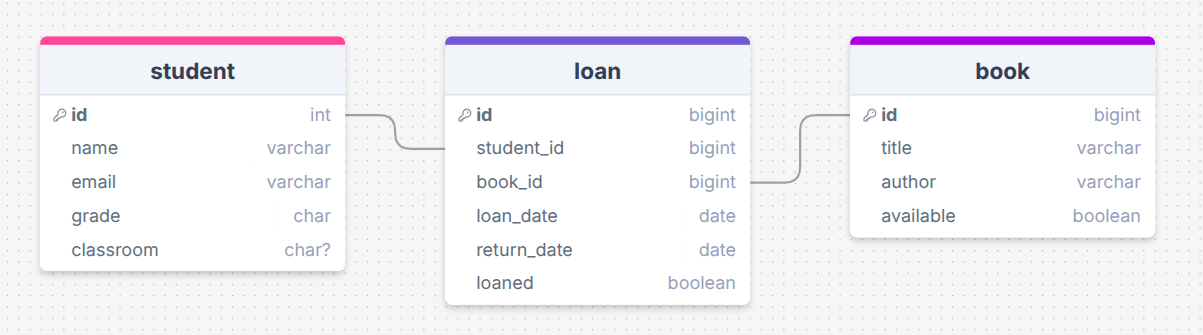 student
id int
name varchar
email varchar
grade char
classroom char?
loan
id bigint
student_id bigint
book_id bigint
loan_date date
return_date date
loaned boolean
book
id bigint
title varchar
author varchar
available boolean